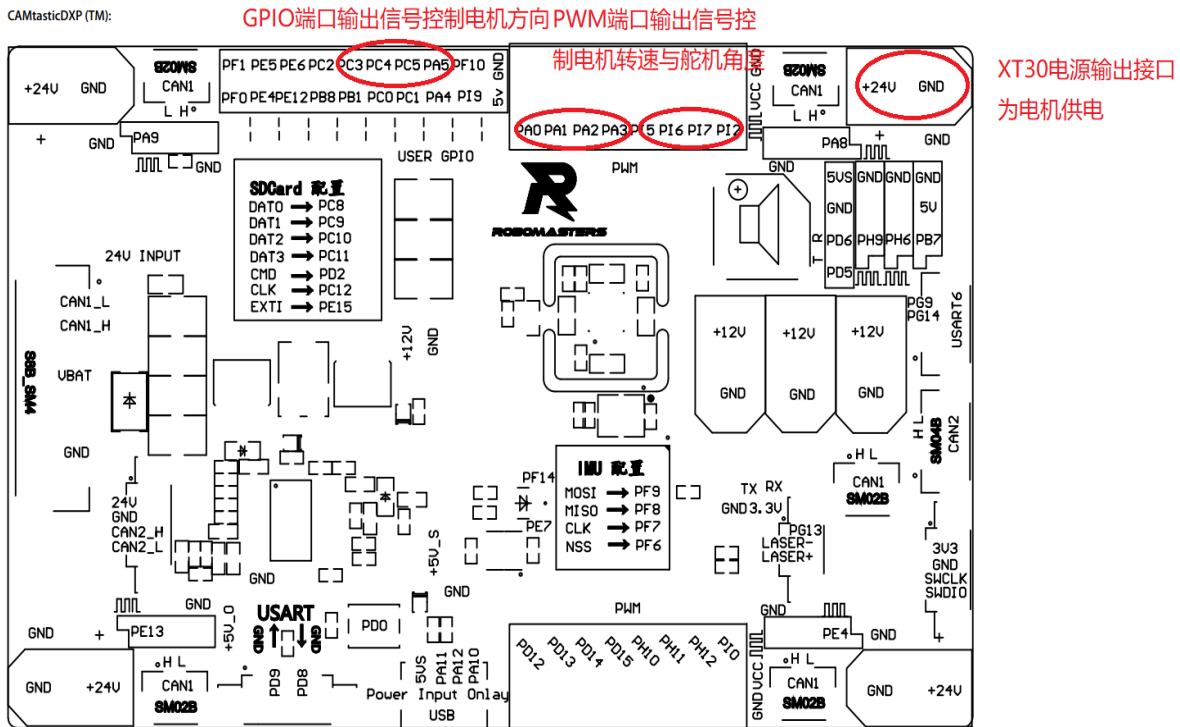 CAMtasticDXP (TM):
GPIO端口输出信号控制电机方向
PWM端口输出信号控
制电机转速与舵机角
XT30电源输出接口
为电机供电
+24V GND
SM02B
CAN1
L H
+ GND
PA9
GND
PF1 PE5 PE6 PC2 PC3 PC4 PC5 PA5 PF10 GND
PF0 PE4 PE12 PB8 PB1 PC0 PC1 PA4 PI9 5v
USER GPIO
PA0 PA1 PA2 PA3 PI5 PI6 PI7 PI2
PWM
VCC GND
SM02B
CAN1
L H
+24V GND
+ GND
PA8
GND
ROBOMASTERS
SDCard 配置
DAT0 → PC8
DAT1 → PC9
DAT2 → PC10
DAT3 → PC11
CMD → PD2
CLK → PC12
EXTI → PE15
5VS GND GND GND
GND 5V
PD6 PH9 PH6 PB7
PD5
T R
24V INPUT
CAN1_L
CAN1_H
VBAT
GND
S8B_SM4
+12V GND
+12V +12V +12V
GND GND GND
PG9
PG14
USART6
H L
SM04B
CAN2
H L
CAN1
SM02B
IMU 配置
MOSI → PF9
MISO → PF8
CLK → PF7
NSS → PF6
PF14
PE7
TX RX
GND 3.3V
PG13
LASER-
LASER+
24V
GND
CAN2_H
CAN2_L
3V3
GND
SWCLK
SWDIO
+5V_S
GND
GND
GND
PE13
GND +
+5V_O
USART
GND GND
PD9 PD8
PD0
5VS PA11 PA12 PA10
Power Input Onlay
USB
PWM
PD12 PD13 PD14 PD15 PH10 PH11 PH12 PI0
GND VCC
GND
PE4
GND
+
GND +24V
H L
CAN1
SM02B
H L
CAN1
SM02B
GND +24V